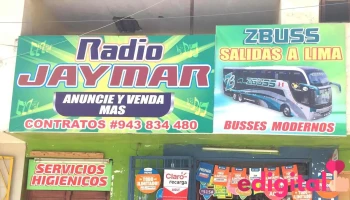 Radio
JAYMAR
ANUNCIE Y VENDA
MAS
CONTRATOS #943 834 480
ZBUSS
SALIDAS A LIMA
ZBUSS
BUSSES MODERNOS
SERVICIOS
HIGIENICOS
Claro
recarga
edigital